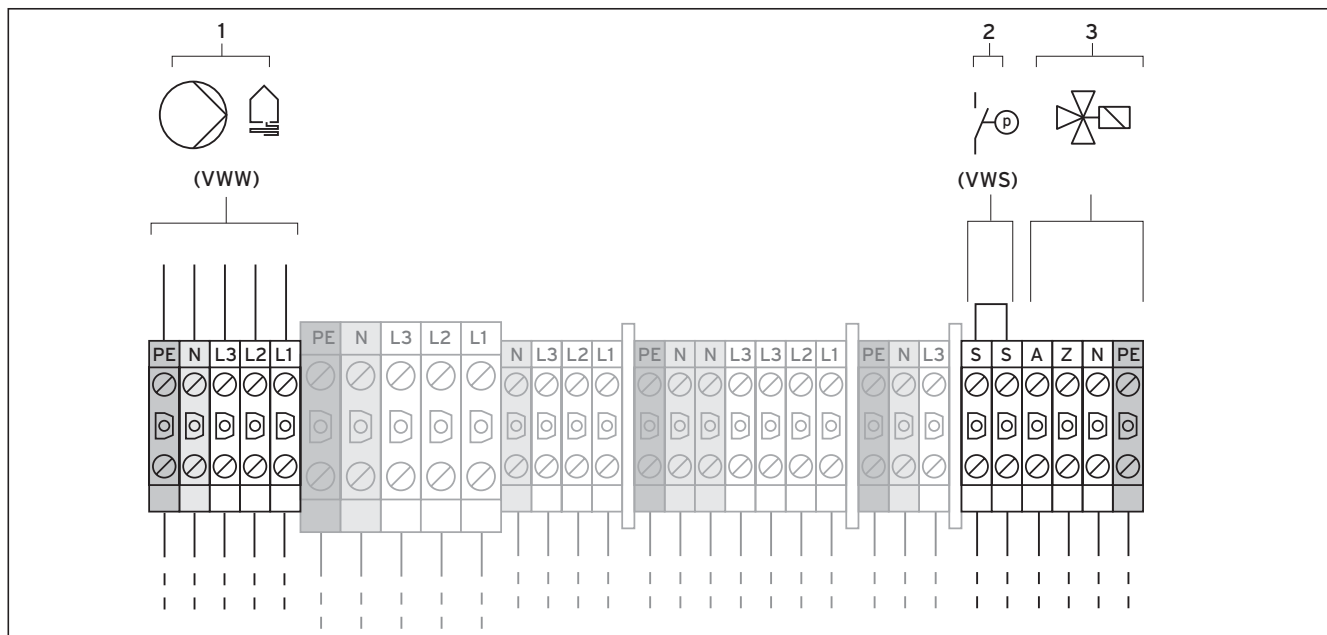 1 2 3
p
(VWW) (VWS)
PE N L3 L2 L1
PE N L3 L2 L1
N L3 L2 L1
PE N N L3 L3 L2 L1
PE N L3
S S A Z N PE